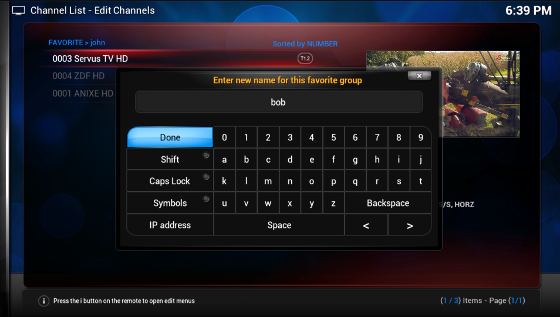 Channel List - Edit Channels
6:39 PM
FAVORITE > john
Sorted by NUMBER
0003 Servus TV HD
0004 ZDF HD
0001 ANIXE HD
Enter new name for this favorite group
x
bob
Done 0 1 2 3 4 5 6 7 8 9
Shift a b c d e f g h i j
Caps Lock k l m n o p q r s t
Symbols u v w x y z Backspace
IP address Space < >
/S, HORZ
i Press the i button on the remote to open edit menus
(1 / 3) Items - Page (1/1)